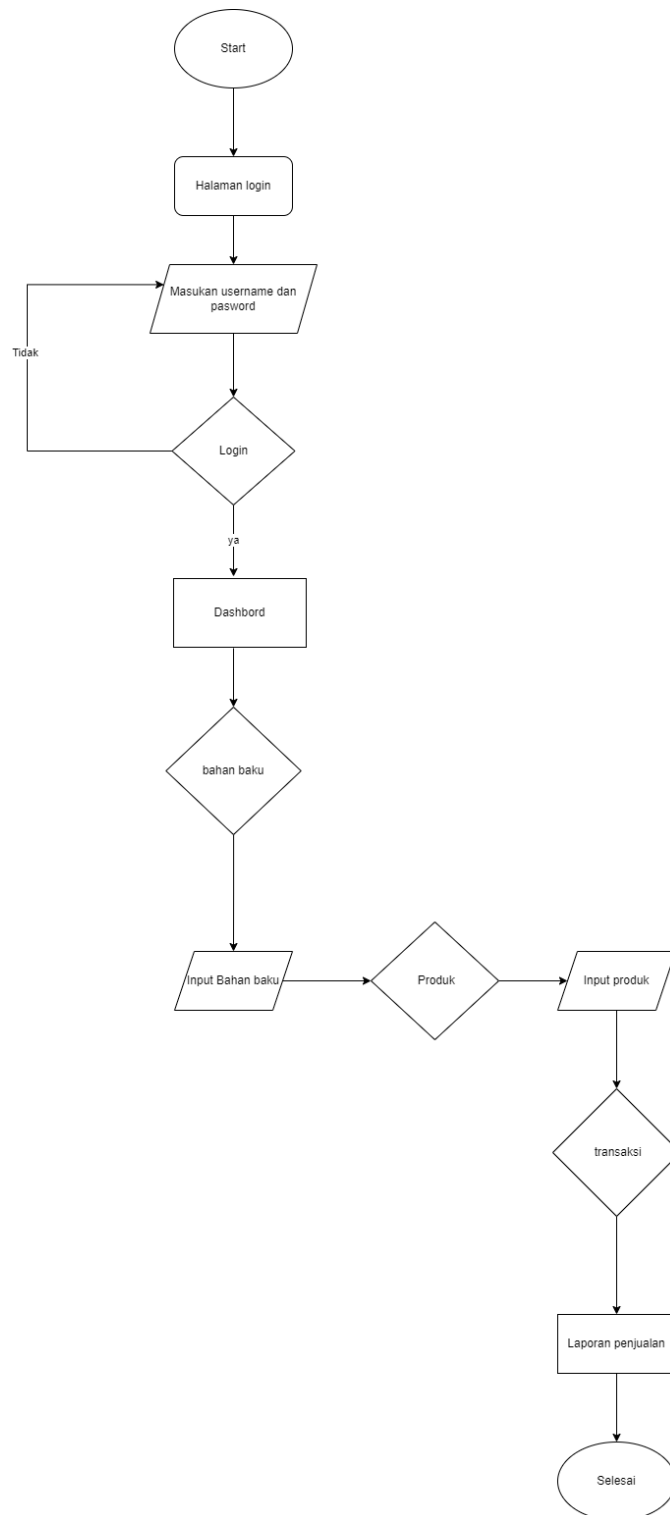 Start
Halaman login
Masukan username dan
pasword
Tidak
Login
ya
Dashbord
bahan baku
Input Bahan baku
Produk
Input produk
transaksi
Laporan penjualan
Selesai